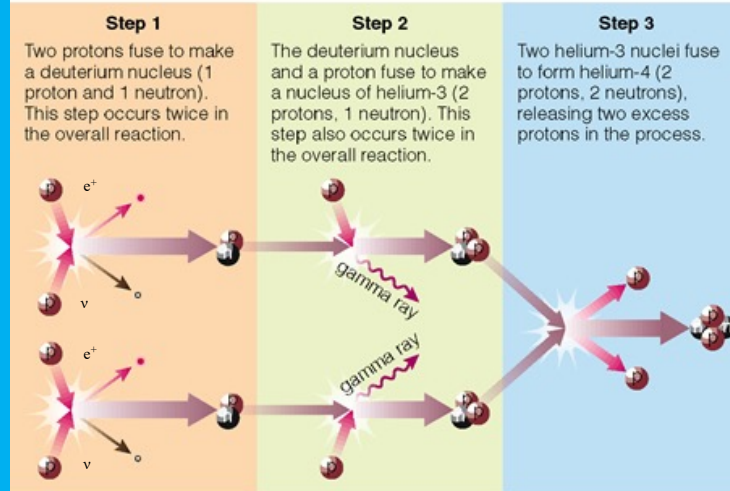 Step 1
Two protons fuse to make
a deuterium nucleus (1
proton and 1 neutron).
This step occurs twice in
the overall reaction.
Step 2
The deuterium nucleus
and a proton fuse to make
a nucleus of helium-3 (2
protons, 1 neutron). This
step also occurs twice in
the overall reaction.
Step 3
Two helium-3 nuclei fuse
to form helium-4 (2
protons, 2 neutrons),
releasing two excess
protons in the process.
p
e⁺
p
ν
p
n
p
gamma ray
p
p
n
p
e⁺
p
ν
p
n
gamma ray
p
p
p
n
p
p
n
p
p
n